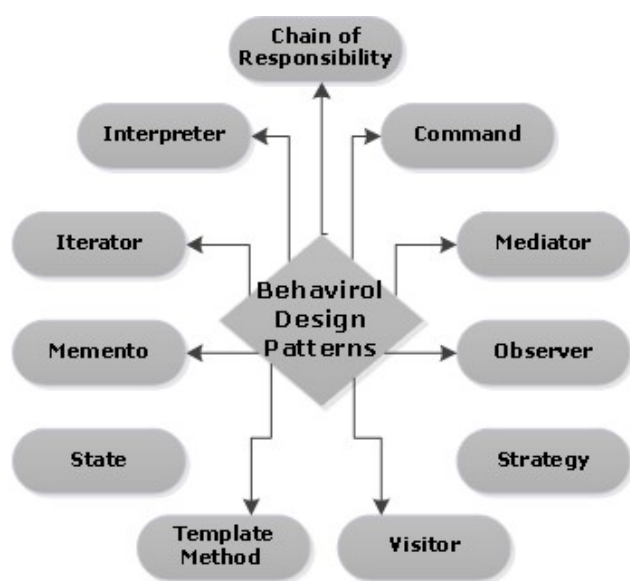 Chain of
Responsibility
Interpreter
Command
Iterator
Mediator
Behavirol
Design
Patterns
Memento
Observer
State
Strategy
Template
Method
Visitor